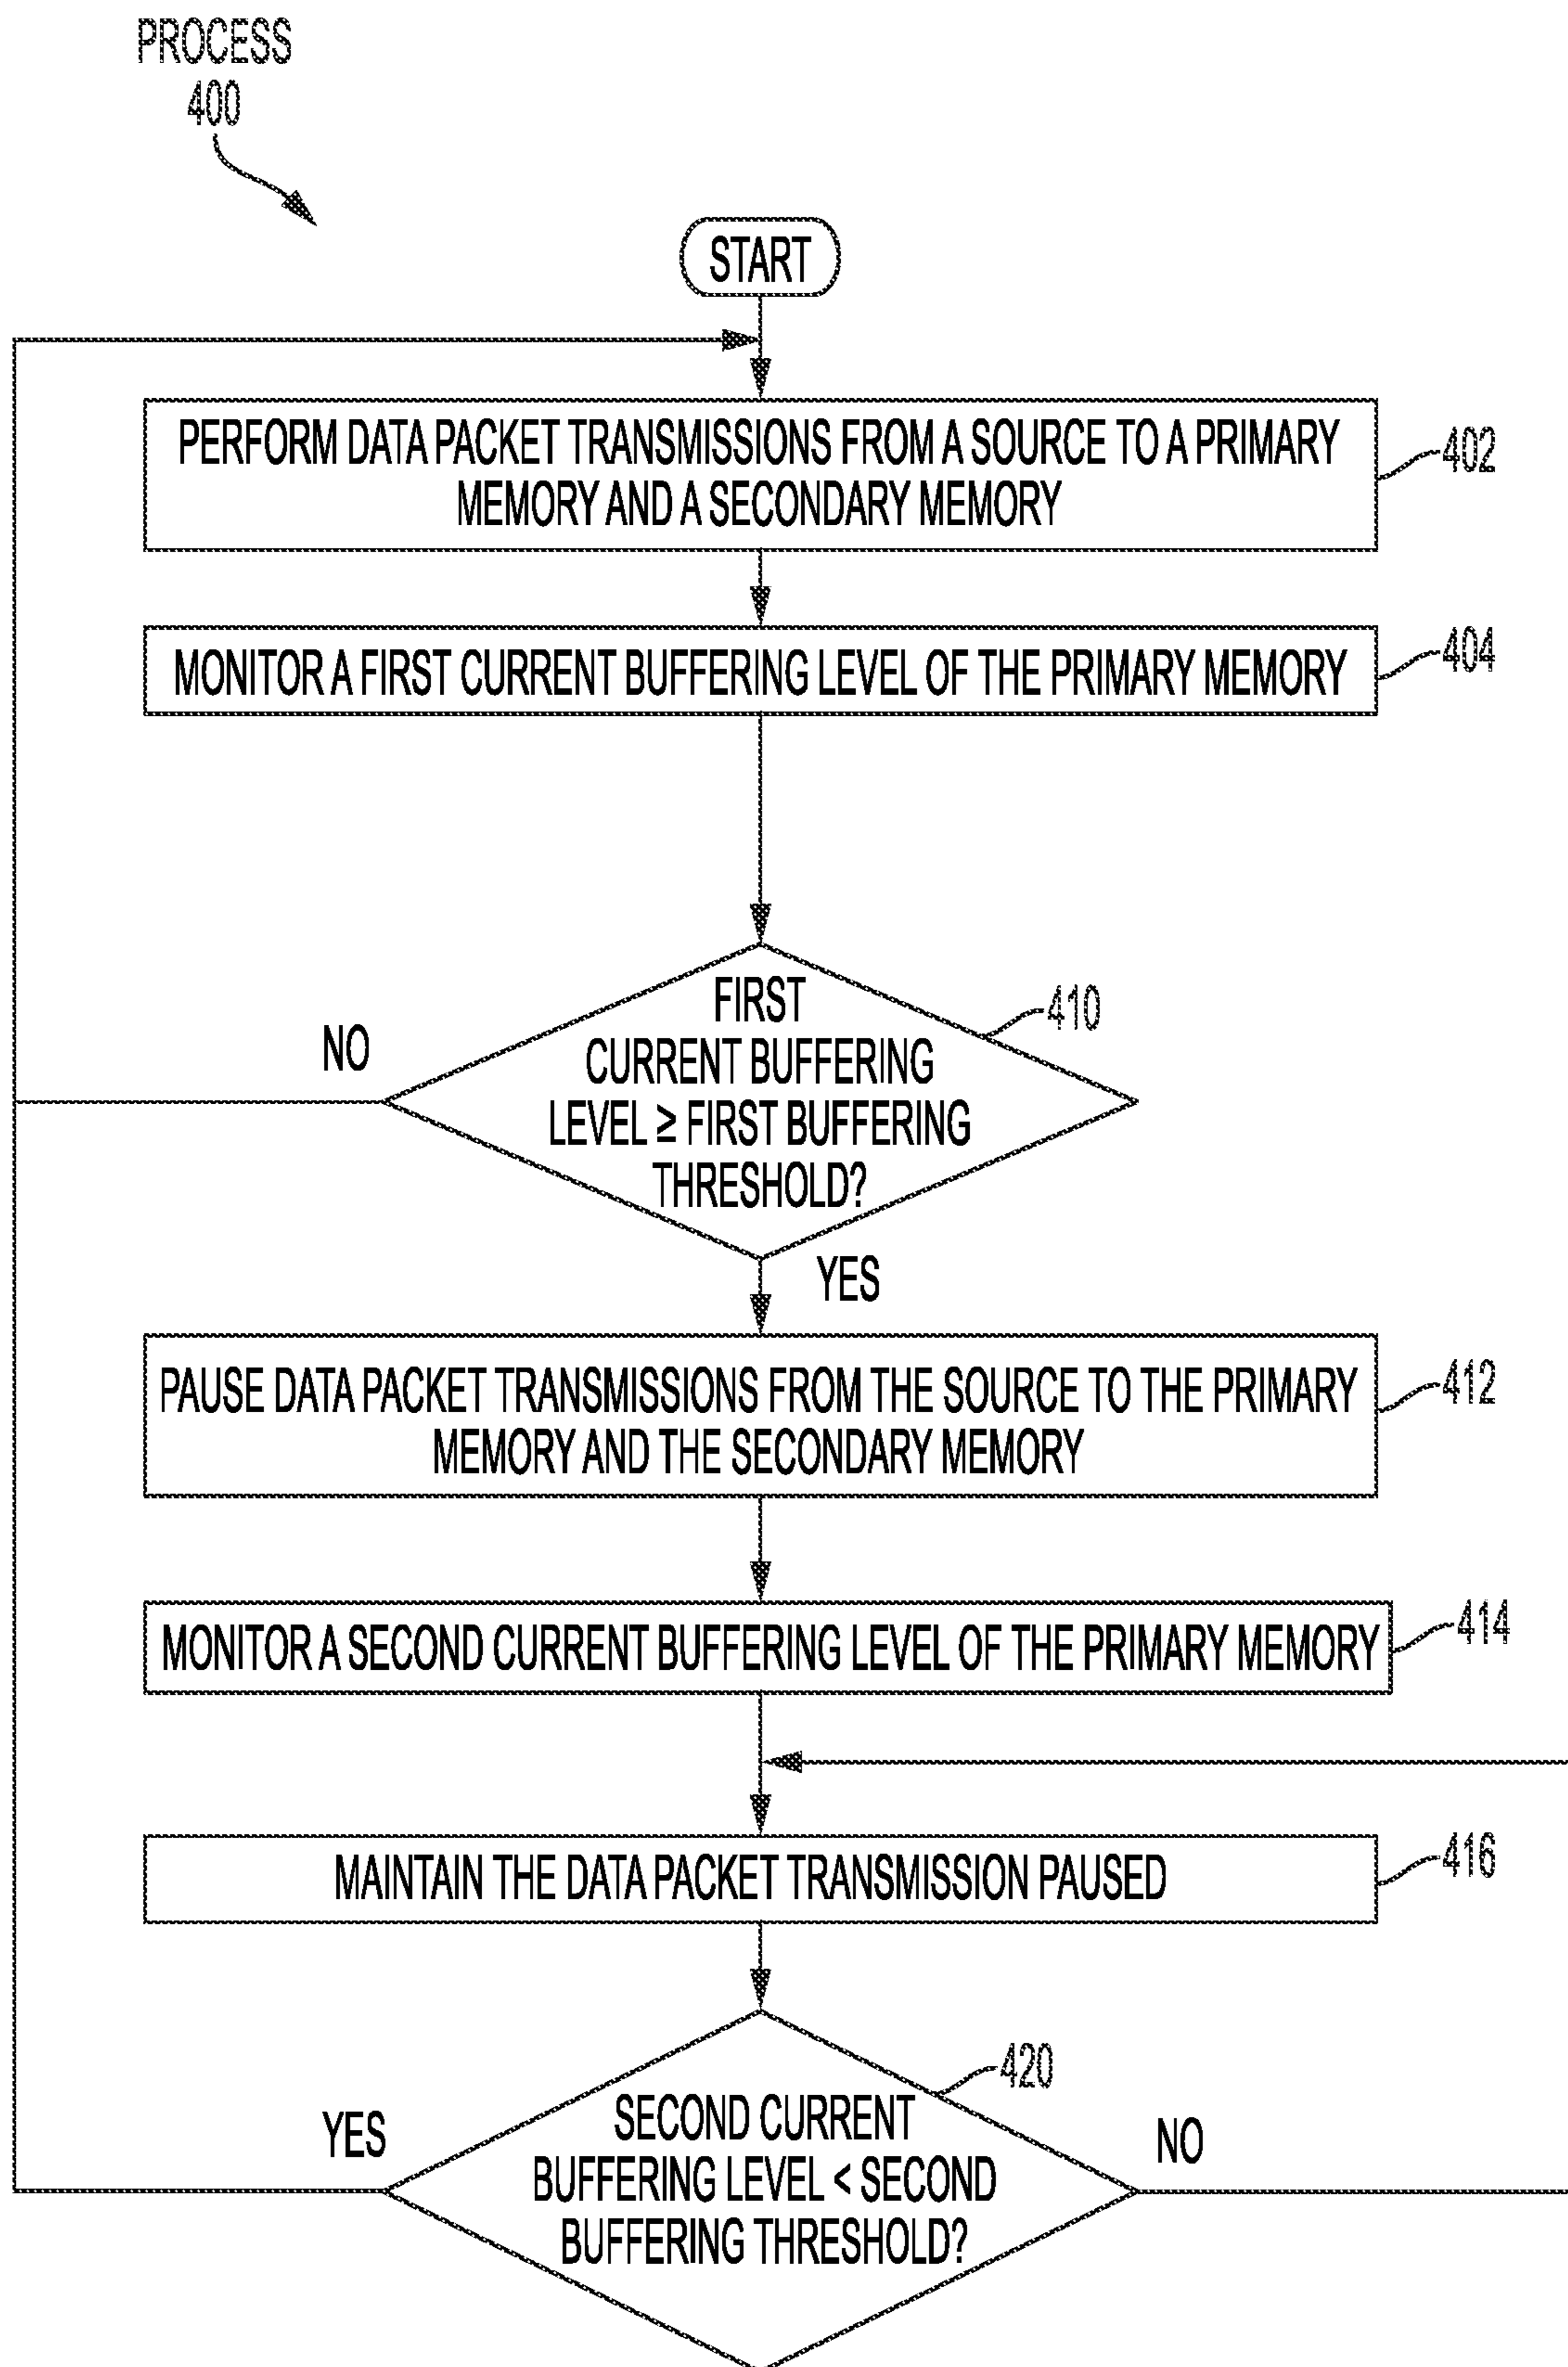 PROCESS
400
START
PERFORM DATA PACKET TRANSMISSIONS FROM A SOURCE TO A PRIMARY
MEMORY AND A SECONDARY MEMORY
402
MONITOR A FIRST CURRENT BUFFERING LEVEL OF THE PRIMARY MEMORY
404
FIRST
CURRENT BUFFERING
LEVEL ≥ FIRST BUFFERING
THRESHOLD?
410
NO
YES
PAUSE DATA PACKET TRANSMISSIONS FROM THE SOURCE TO THE PRIMARY
MEMORY AND THE SECONDARY MEMORY
412
MONITOR A SECOND CURRENT BUFFERING LEVEL OF THE PRIMARY MEMORY
414
MAINTAIN THE DATA PACKET TRANSMISSION PAUSED
416
SECOND CURRENT
BUFFERING LEVEL < SECOND
BUFFERING THRESHOLD?
420
YES
NO